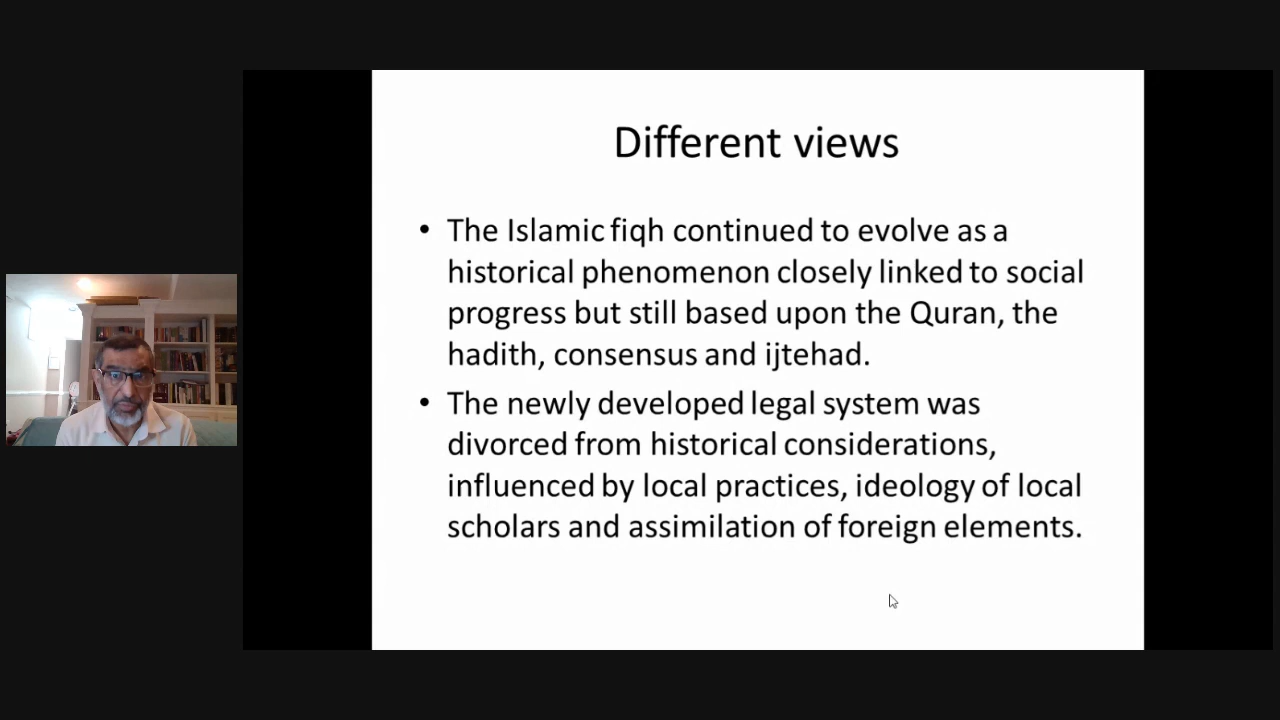 Different views
• The Islamic fiqh continued to evolve as a
historical phenomenon closely linked to social
progress but still based upon the Quran, the
hadith, consensus and ijtehad.
• The newly developed legal system was
divorced from historical considerations,
influenced by local practices, ideology of local
scholars and assimilation of foreign elements.